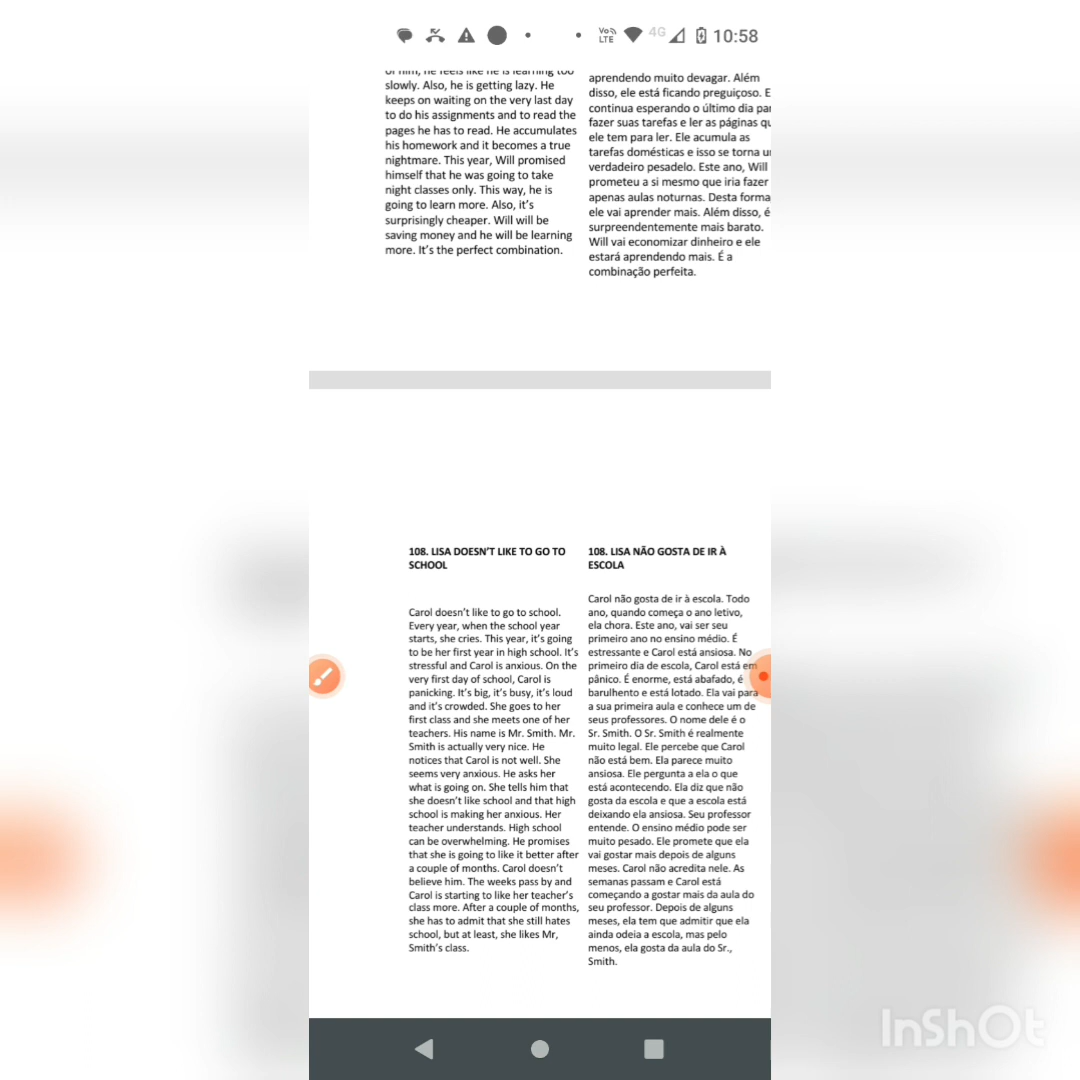 Vo
LTE
4G
10:58
of him, he feels like he is learning too
slowly. Also, he is getting lazy. He
keeps on waiting on the very last day
to do his assignments and to read the
pages he has to read. He accumulates
his homework and it becomes a true
nightmare. This year, Will promised
himself that he was going to take
night classes only. This way, he is
going to learn more. Also, it's
surprisingly cheaper. Will will be
saving money and he will be learning
more. It's the perfect combination.
aprendendo muito devagar. Além
disso, ele está ficando preguiçoso. E
continua esperando o último dia par
fazer suas tarefas e ler as páginas qu
ele tem para ler. Ele acumula as
tarefas domésticas e isso se torna u
verdadeiro pesadelo. Este ano, Will
prometeu a si mesmo que iria fazer
apenas aulas noturnas. Desta forma
ele vai aprender mais. Além disso, é
surpreendentemente mais barato.
Will vai economizar dinheiro e ele
estará aprendendo mais. É a
combinação perfeita.
108. LISA DOESN'T LIKE TO GO TO
SCHOOL
Carol doesn't like to go to school.
Every year, when the school year
starts, she cries. This year, it's going
to be her first year in high school. It's
stressful and Carol is anxious. On the
very first day of school, Carol is
panicking. It's big, it's busy, it's loud
and it's crowded. She goes to her
first class and she meets one of her
teachers. His name is Mr. Smith. Mr.
Smith is actually very nice. He
notices that Carol is not well. She
seems very anxious. He asks her
what is going on. She tells him that
she doesn't like school and that high
school is making her anxious. Her
teacher understands. High school
can be overwhelming. He promises
that she is going to like it better after
a couple of months. Carol doesn't
believe him. The weeks pass by and
Carol is starting to like her teacher's
class more. After a couple of months,
she has to admit that she still hates
school, but at least, she likes Mr,
Smith's class.
108. LISA NÃO GOSTA DE IR À
ESCOLA
Carol não gosta de ir à escola. Todo
ano, quando começa o ano letivo,
ela chora. Este ano, vai ser seu
primeiro ano no ensino médio. É
estressante e Carol está ansiosa. No
primeiro dia de escola, Carol está em
pânico. É enorme, está abafado, é
barulhento e está lotado. Ela vai para
a sua primeira aula e conhece um de
seus professores. O nome dele é o
Sr. Smith. O Sr. Smith é realmente
muito legal. Ele percebe que Carol
não está bem. Ela parece muito
ansiosa. Ele pergunta a ela o que
está acontecendo. Ela diz que não
gosta da escola e que a escola está
deixando ela ansiosa. Seu professor
entende. O ensino médio pode ser
muito pesado. Ele promete que ela
vai gostar mais depois de alguns
meses. Carol não acredita nele. As
semanas passam e Carol está
começando a gostar mais da aula do
seu professor. Depois de alguns
meses, ela tem que admitir que ela
ainda odeia a escola, mas pelo
menos, ela gosta da aula do Sr.,
Smith.
InShOt